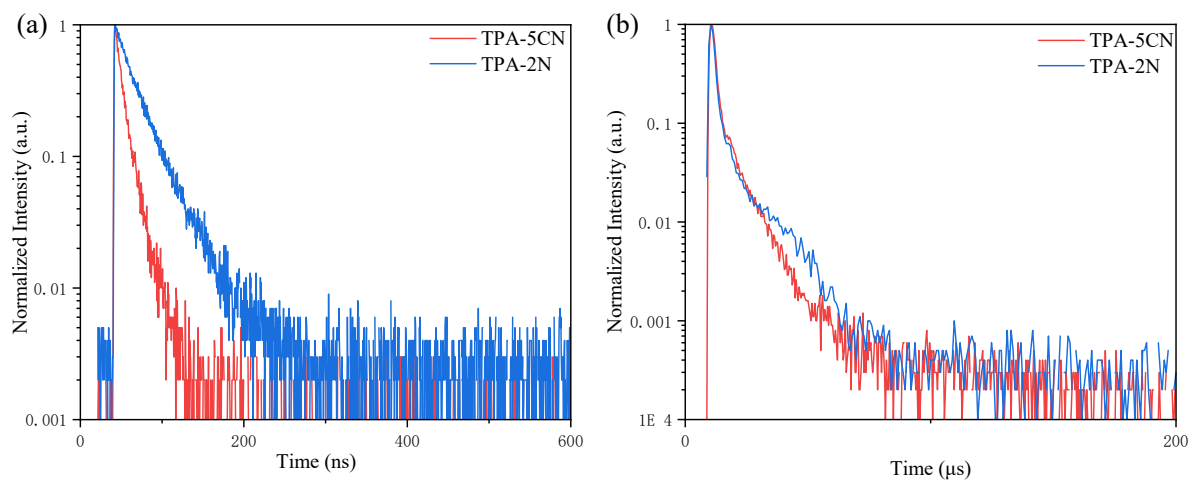 (a)
Normalized Intensity (a.u.)
1
0.1
0.01
0.001
0
200
400
600
Time (ns)
TPA-5CN
TPA-2N
(b)
Normalized Intensity (a.u.)
1
0.1
0.01
0.001
1E 4
0
200
Time (μs)
TPA-5CN
TPA-2N